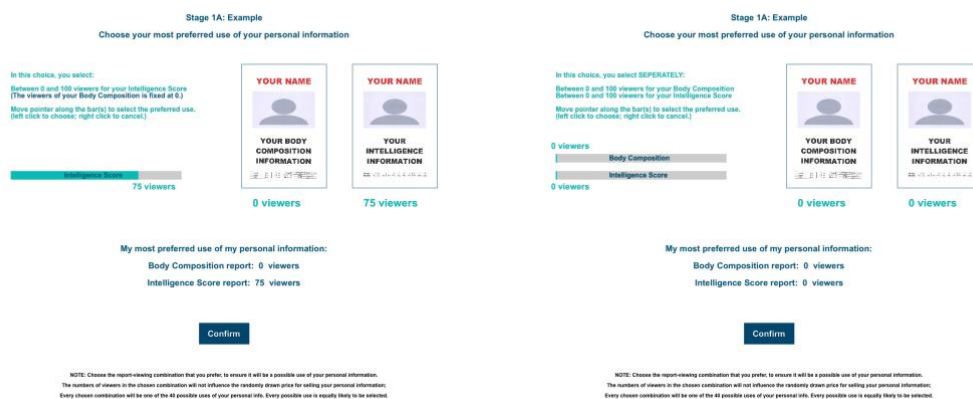 Stage 1A: Example
Choose your most preferred use of your personal information
In this choice, you select:
Between 0 and 100 viewers for your Intelligence Score
(The viewers of your Body Composition is fixed at 0.)
Move pointer along the bar(s) to select the preferred use.
(left click to choose; right click to cancel.)
Intelligence Score
75 viewers
YOUR NAME
YOUR BODY
COMPOSITION
INFORMATION
0 viewers
YOUR NAME
YOUR
INTELLIGENCE
INFORMATION
75 viewers
My most preferred use of my personal information:
Body Composition report: 0 viewers
Intelligence Score report: 75 viewers
Confirm
NOTE: Choose the report-viewing combination that you prefer, to ensure it will be a possible use of your personal information.
The numbers of viewers in the chosen combination will not influence the randomly drawn price for selling your personal information;
Every chosen combination will be one of the 40 possible uses of your personal info. Every possible use is equally likely to be selected.
Stage 1A: Example
Choose your most preferred use of your personal information
In this choice, you select SEPERATELY:
Between 0 and 100 viewers for your Body Composition
Between 0 and 100 viewers for your Intelligence Score
Move pointer along the bar(s) to select the preferred use.
(left click to choose; right click to cancel.)
0 viewers
Body Composition
Intelligence Score
0 viewers
YOUR NAME
YOUR BODY
COMPOSITION
INFORMATION
0 viewers
YOUR NAME
YOUR
INTELLIGENCE
INFORMATION
0 viewers
My most preferred use of my personal information:
Body Composition report: 0 viewers
Intelligence Score report: 0 viewers
Confirm
NOTE: Choose the report-viewing combination that you prefer, to ensure it will be a possible use of your personal information.
The numbers of viewers in the chosen combination will not influence the randomly drawn price for selling your personal information;
Every chosen combination will be one of the 40 possible uses of your personal info. Every possible use is equally likely to be selected.